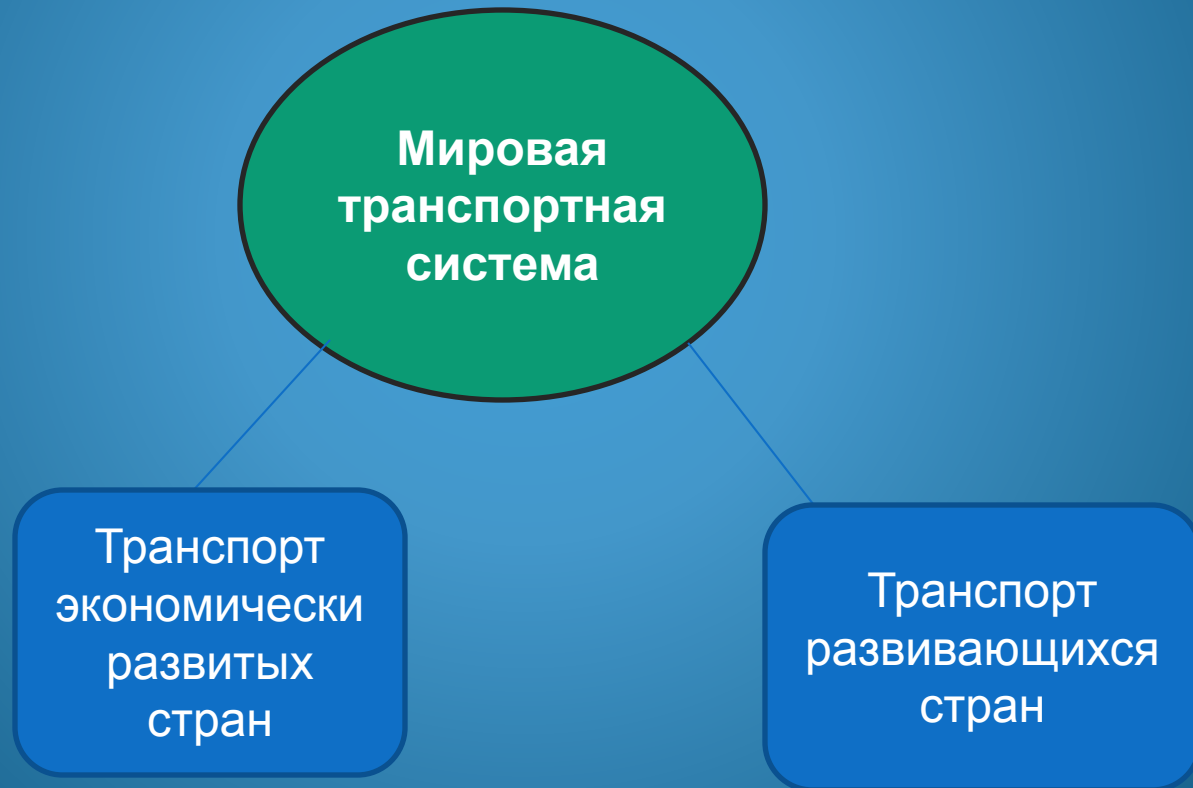 Мировая
транспортная
система
Транспорт
экономически
развитых
стран
Транспорт
развивающихся
стран